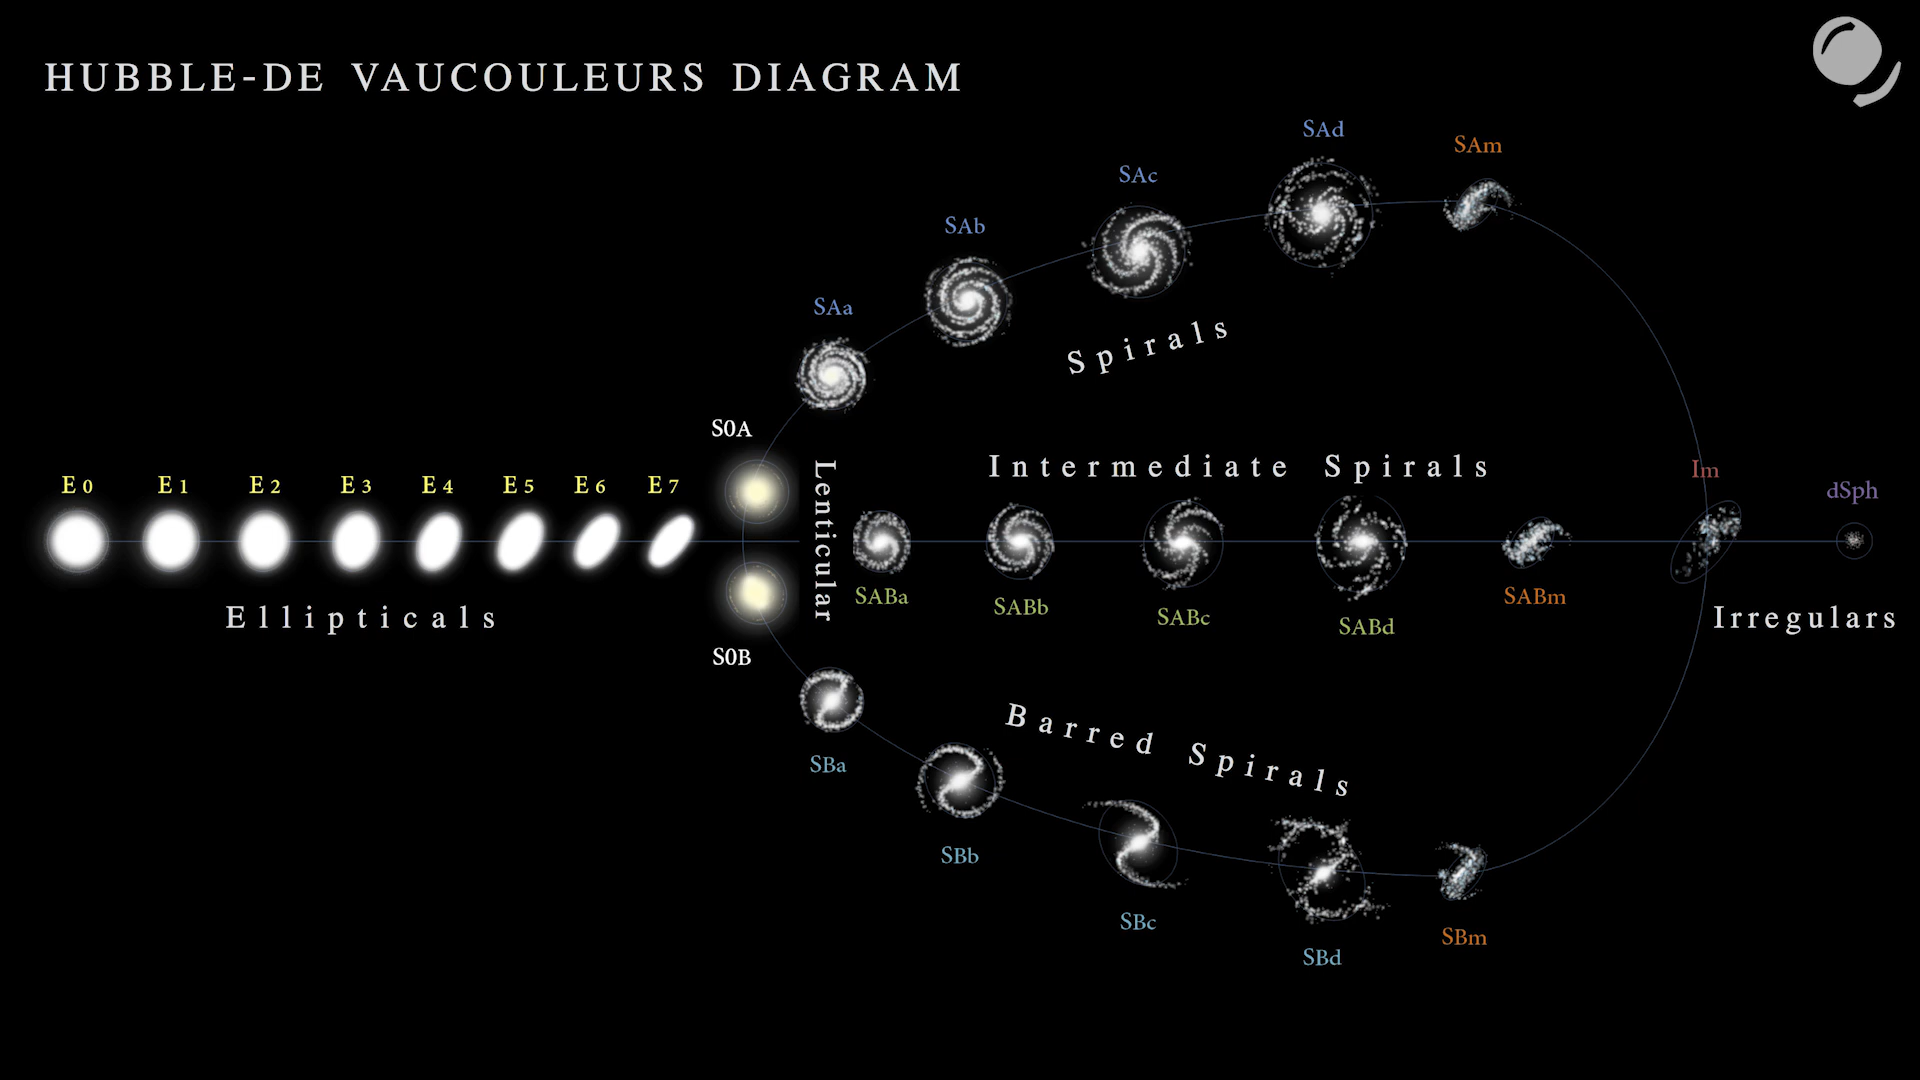 HUBBLE-DE VAUCOULEURS DIAGRAM
SAd
SAm
SAc
SAb
SAa
Spirals
S0A
E0 E1 E2 E3 E4 E5 E6 E7
Lenticular
Intermediate Spirals
Im
dSph
SABa
SABb
SABc
SABd
SABm
Ellipticals
Irregulars
S0B
Barred Spirals
SBa
SBb
SBc
SBd
SBm